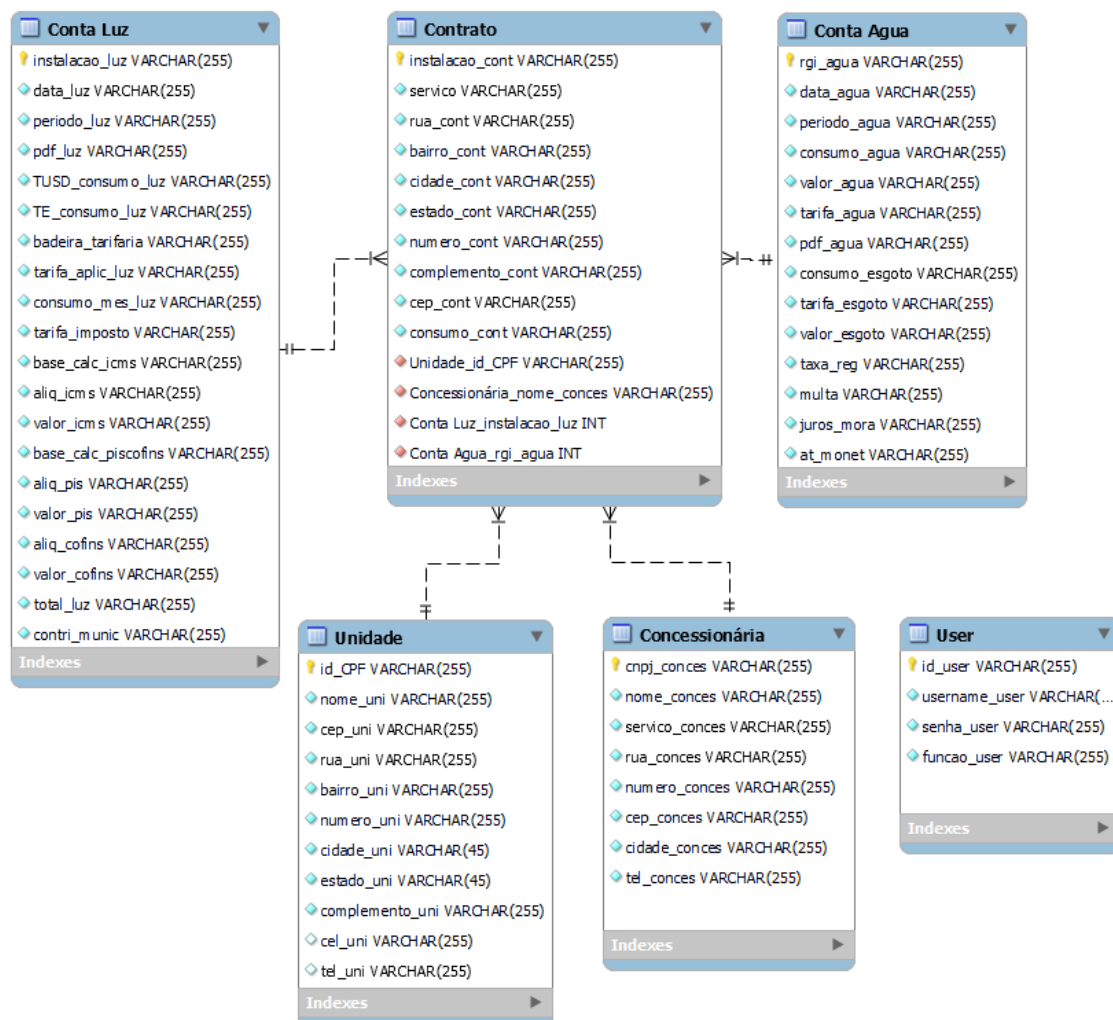 Conta Luz
instalacao_luz VARCHAR(255)
data_luz VARCHAR(255)
periodo_luz VARCHAR(255)
pdf_luz VARCHAR(255)
TUSD_consumo_luz VARCHAR(255)
TE_consumo_luz VARCHAR(255)
badeira_tarifaria VARCHAR(255)
tarifa_aplic_luz VARCHAR(255)
consumo_mes_luz VARCHAR(255)
tarifa_imposto VARCHAR(255)
base_calc_icms VARCHAR(255)
aliq_icms VARCHAR(255)
valor_icms VARCHAR(255)
base_calc_piscofins VARCHAR(255)
aliq_pis VARCHAR(255)
valor_pis VARCHAR(255)
aliq_cofins VARCHAR(255)
valor_cofins VARCHAR(255)
total_luz VARCHAR(255)
contri_munic VARCHAR(255)
Indexes
Contrato
instalacao_cont VARCHAR(255)
servico VARCHAR(255)
rua_cont VARCHAR(255)
bairro_cont VARCHAR(255)
cidade_cont VARCHAR(255)
estado_cont VARCHAR(255)
numero_cont VARCHAR(255)
complemento_cont VARCHAR(255)
cep_cont VARCHAR(255)
consumo_cont VARCHAR(255)
Unidade_id_CPF VARCHAR(255)
Concessionária_nome_conces VARCHAR(255)
Conta Luz_instalacao_luz INT
Conta Agua_rgi_agua INT
Indexes
Conta Agua
rgi_agua VARCHAR(255)
data_agua VARCHAR(255)
periodo_agua VARCHAR(255)
consumo_agua VARCHAR(255)
valor_agua VARCHAR(255)
tarifa_agua VARCHAR(255)
pdf_agua VARCHAR(255)
consumo_esgoto VARCHAR(255)
tarifa_esgoto VARCHAR(255)
valor_esgoto VARCHAR(255)
taxa_reg VARCHAR(255)
multa VARCHAR(255)
juros_mora VARCHAR(255)
at_monet VARCHAR(255)
Indexes
Unidade
id_CPF VARCHAR(255)
nome_uni VARCHAR(255)
cep_uni VARCHAR(255)
rua_uni VARCHAR(255)
bairro_uni VARCHAR(255)
numero_uni VARCHAR(255)
cidade_uni VARCHAR(45)
estado_uni VARCHAR(45)
complemento_uni VARCHAR(255)
cel_uni VARCHAR(255)
tel_uni VARCHAR(255)
Indexes
Concessionária
cnpj_conces VARCHAR(255)
nome_conces VARCHAR(255)
servico_conces VARCHAR(255)
rua_conces VARCHAR(255)
numero_conces VARCHAR(255)
cep_conces VARCHAR(255)
cidade_conces VARCHAR(255)
tel_conces VARCHAR(255)
Indexes
User
id_user VARCHAR(255)
username_user VARCHAR(...
senha_user VARCHAR(255)
funcao_user VARCHAR(255)
Indexes